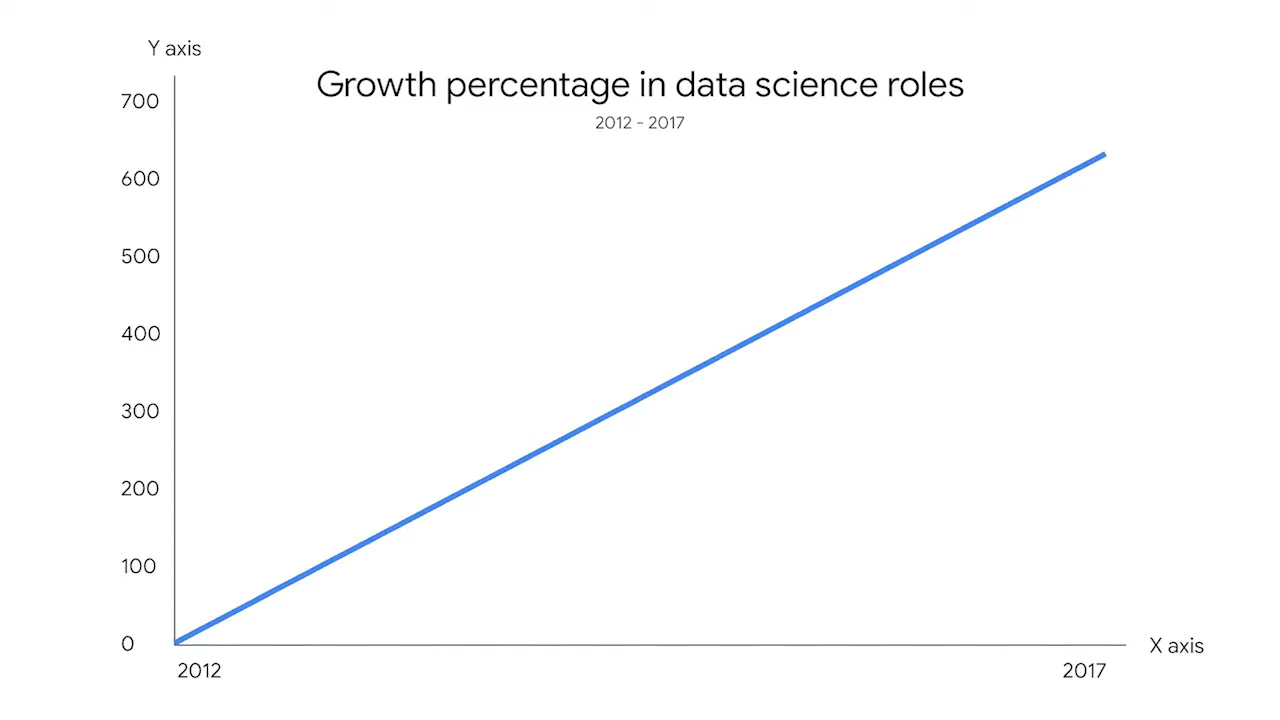 Y axis
Growth percentage in data science roles
2012 - 2017
700
600
500
400
300
200
100
0
X axis
2012 2017